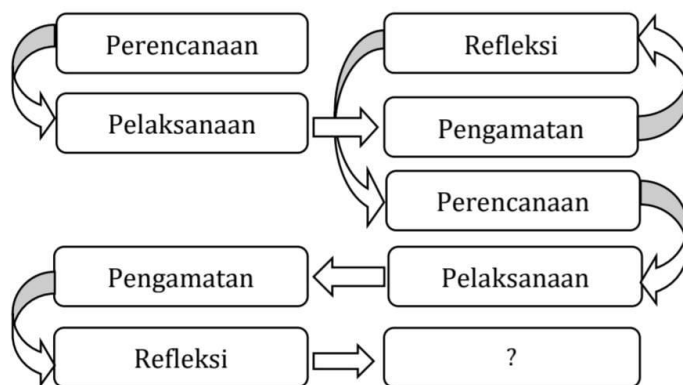 Perencanaan
Refleksi
Pelaksanaan
Pengamatan
Perencanaan
Pengamatan
Pelaksanaan
Refleksi
?